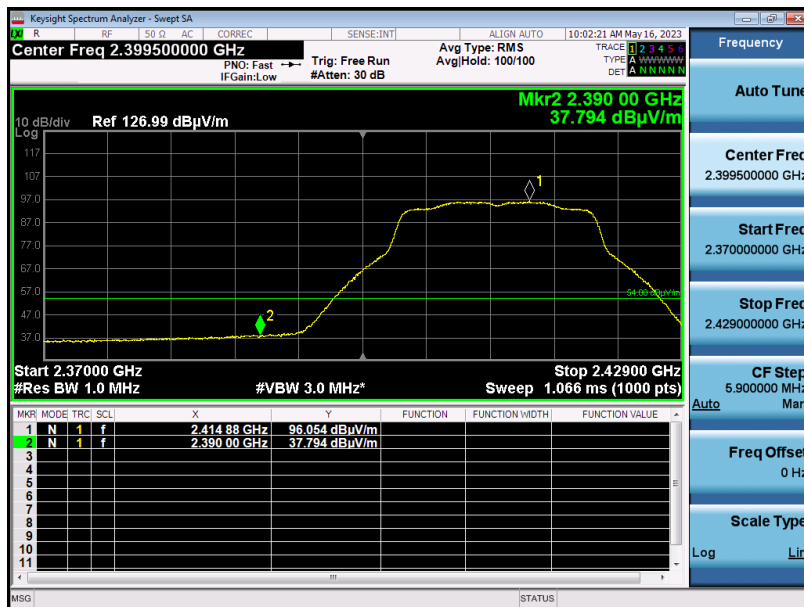 Keysight Spectrum Analyzer - Swept SA
LXI R RF 50 Ω AC CORREC SENSE:INT ALIGN AUTO 10:02:21 AM May 16, 2023
Center Freq 2.399500000 GHz
PNO: Fast
IFGain:Low
Trig: Free Run
#Atten: 30 dB
Avg Type: RMS
Avg|Hold: 100/100
TRACE 1 2 3 4 5 6
TYPE A WWWWW
DET A N N N N N
Mkr2 2.390 00 GHz
37.794 dBµV/m
10 dB/div Ref 126.99 dBµV/m
Log
117
107
97.0
87.0
77.0
67.0
57.0
47.0
37.0
1
2
54.00 dBµV/m
Start 2.37000 GHz Stop 2.42900 GHz
#Res BW 1.0 MHz #VBW 3.0 MHz* Sweep 1.066 ms (1000 pts)
MKR MODE TRC SCL X Y FUNCTION FUNCTION WIDTH FUNCTION VALUE
1 N 1 f 2.414 88 GHz 96.054 dBµV/m
2 N 1 f 2.390 00 GHz 37.794 dBµV/m
3
4
5
6
7
8
9
10
11
MSG STATUS
Frequency
Auto Tune
Center Freq
2.399500000 GHz
Start Freq
2.370000000 GHz
Stop Freq
2.429000000 GHz
CF Step
5.900000 MHz
Auto Man
Freq Offset
0 Hz
Scale Type
Log Lin